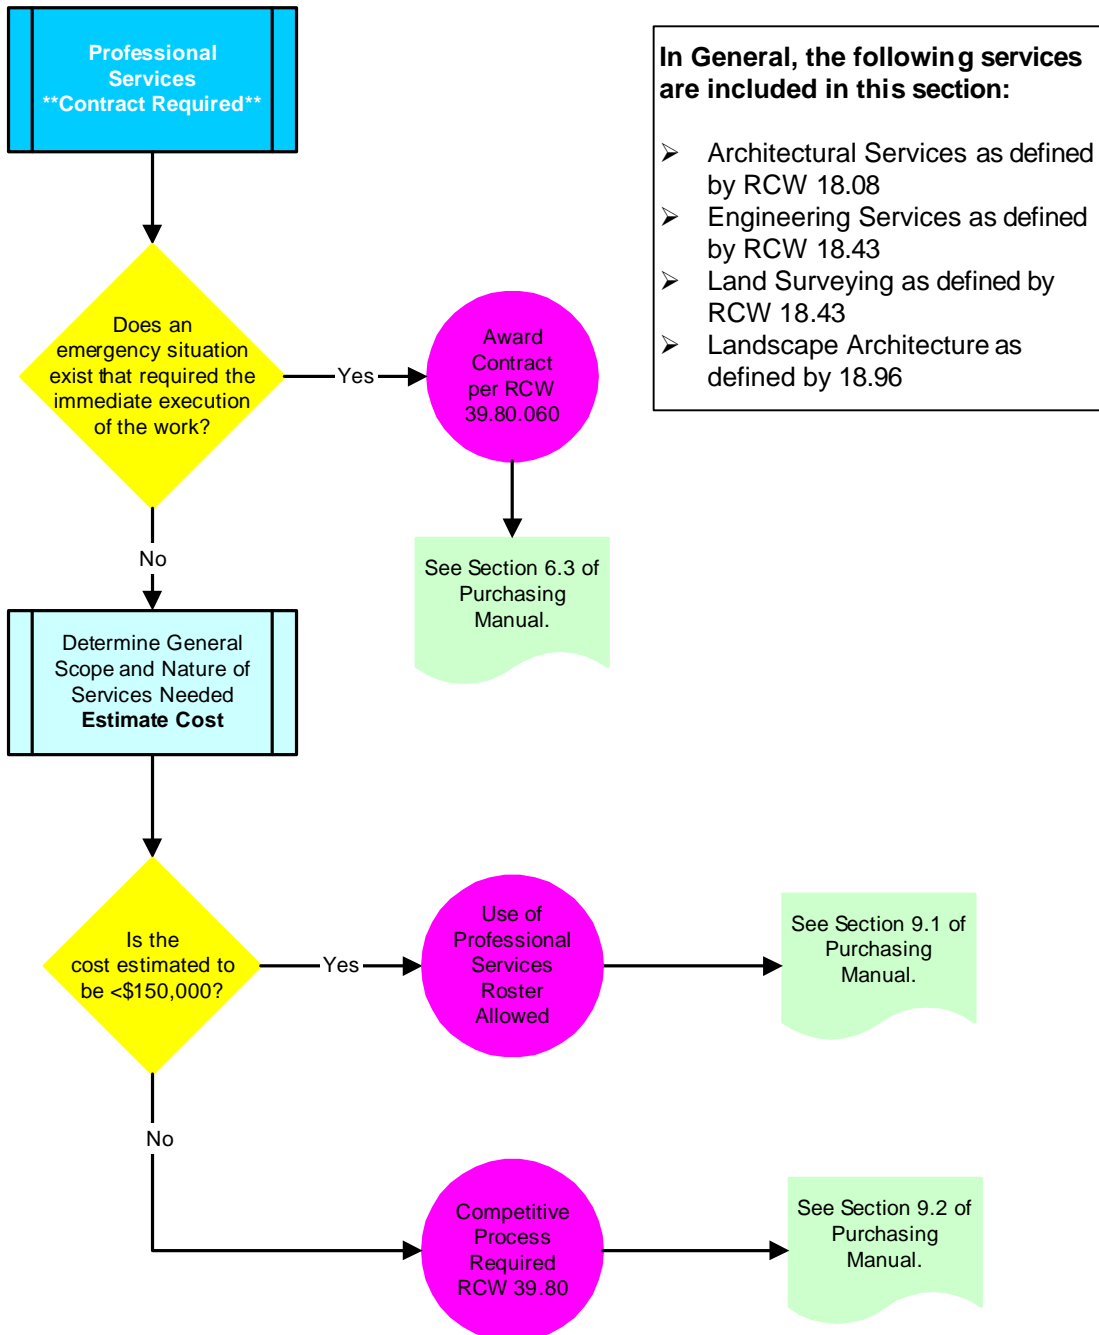 Professional
Services
**Contract Required**
In General, the following services
are included in this section:
➢ Architectural Services as defined
by RCW 18.08
➢ Engineering Services as defined
by RCW 18.43
➢ Land Surveying as defined by
RCW 18.43
➢ Landscape Architecture as
defined by 18.96
Does an
emergency situation
exist that required the
immediate execution
of the work?
Yes
Award
Contract
per RCW
39.80.060
No
See Section 6.3 of
Purchasing
Manual.
Determine General
Scope and Nature of
Services Needed
Estimate Cost
Is the
cost estimated to
be <$150,000?
Yes
Use of
Professional
Services
Roster
Allowed
See Section 9.1 of
Purchasing
Manual.
No
Competitive
Process
Required
RCW 39.80
See Section 9.2 of
Purchasing
Manual.